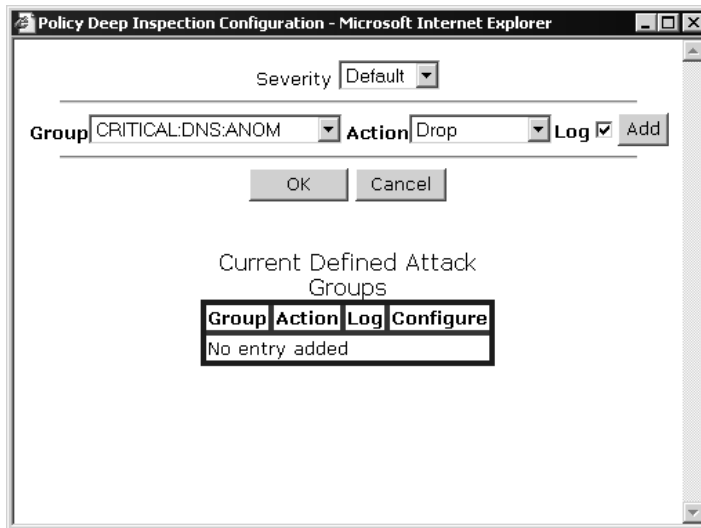 Policy Deep Inspection Configuration - Microsoft Internet Explorer
Severity Default
Group CRITICAL:DNS:ANOM Action Drop Log Add
OK Cancel
Current Defined Attack
Groups
Group Action Log Configure
No entry added